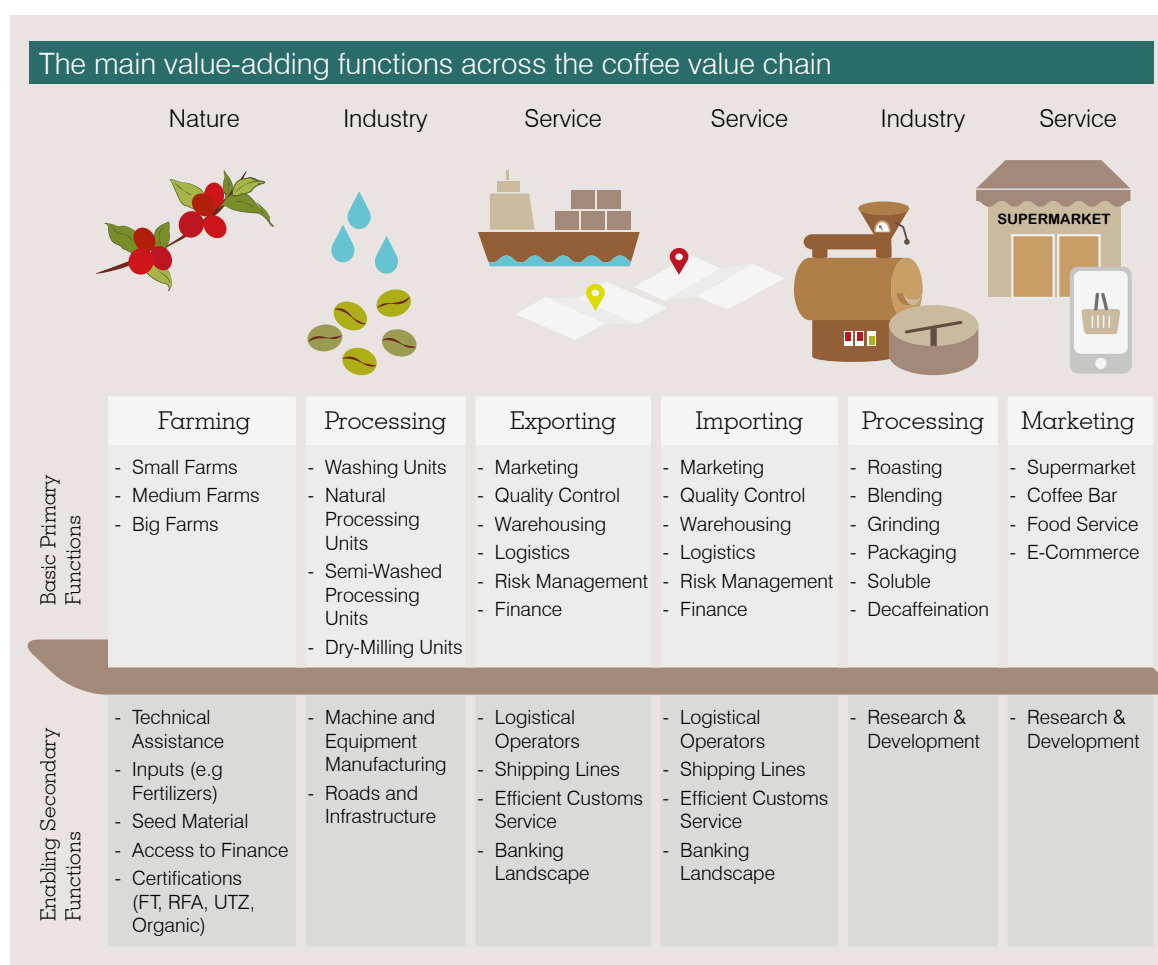 The main value-adding functions across the coffee value chain
Nature
Industry
Service
Service
Industry
Service
SUPERMARKET
Basic Primary
Functions
Farming
- Small Farms
- Medium Farms
- Big Farms
Processing
- Washing Units
- Natural
Processing
Units
- Semi-Washed
Processing
Units
- Dry-Milling Units
Exporting
- Marketing
- Quality Control
- Warehousing
- Logistics
- Risk Management
- Finance
Importing
- Marketing
- Quality Control
- Warehousing
- Logistics
- Risk Management
- Finance
Processing
- Roasting
- Blending
- Grinding
- Packaging
- Soluble
- Decaffeination
Marketing
- Supermarket
- Coffee Bar
- Food Service
- E-Commerce
Enabling Secondary
Functions
- Technical
Assistance
- Inputs (e.g
Fertilizers)
- Seed Material
- Access to Finance
- Certifications
(FT, RFA, UTZ,
Organic)
- Machine and
Equipment
Manufacturing
- Roads and
Infrastructure
- Logistical
Operators
- Shipping Lines
- Efficient Customs
Service
- Banking
Landscape
- Logistical
Operators
- Shipping Lines
- Efficient Customs
Service
- Banking
Landscape
- Research &
Development
- Research &
Development